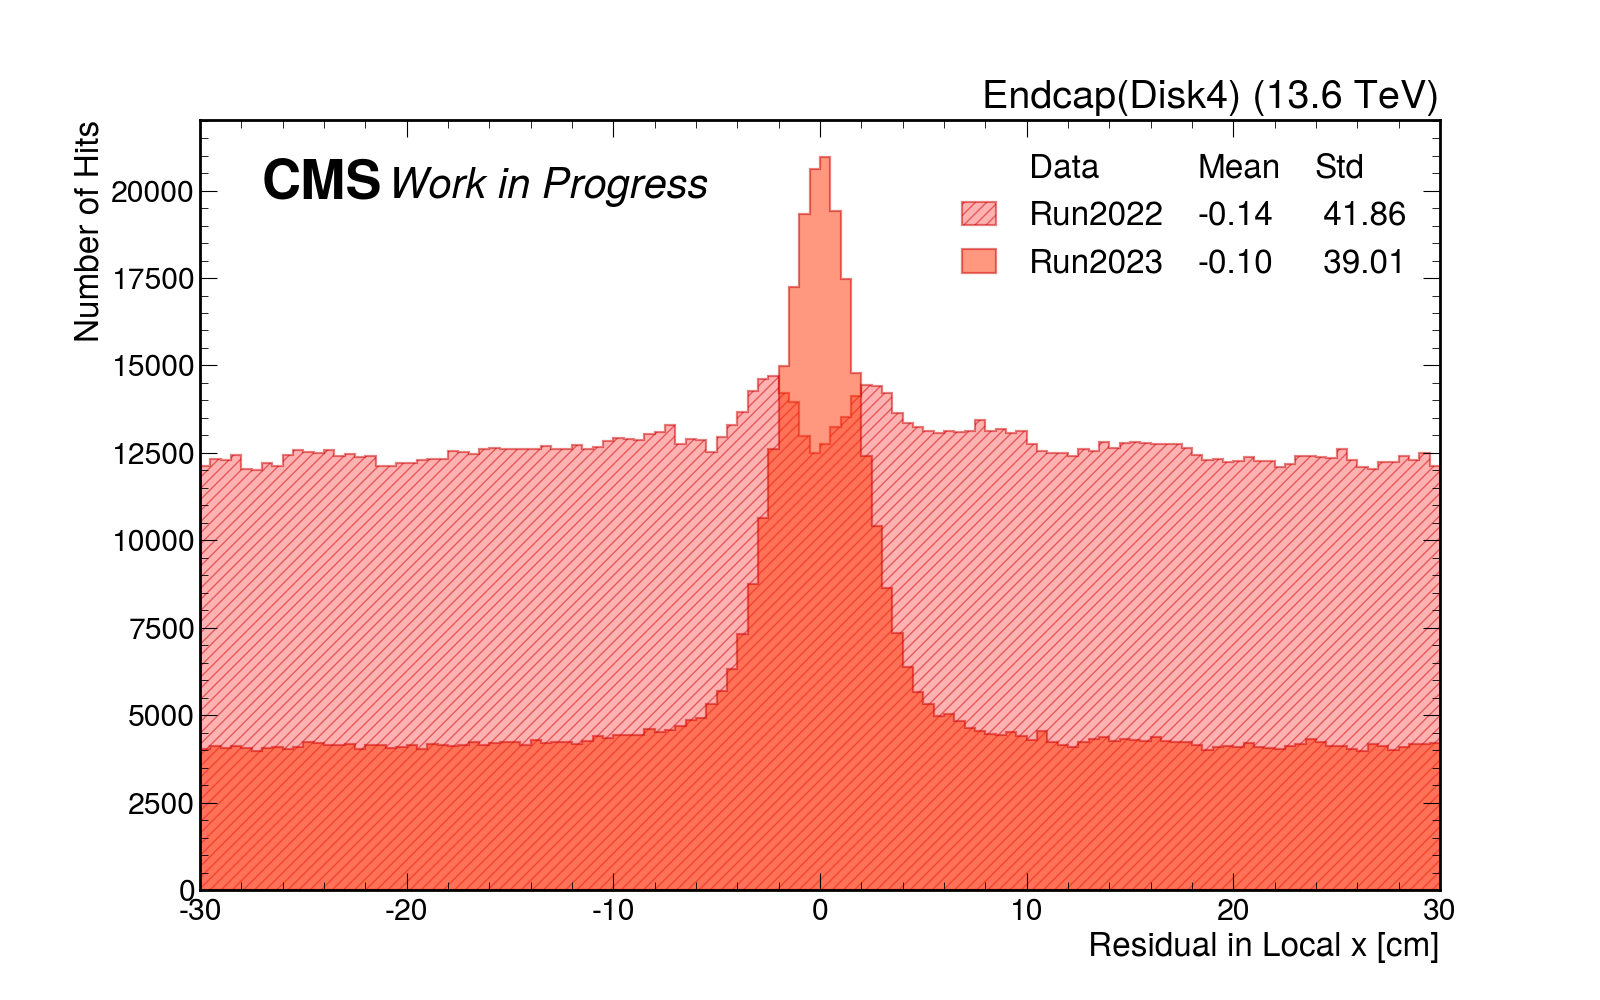 Endcap(Disk4) (13.6 TeV)
CMS Work in Progress
Data Mean Std
Run2022 -0.14 41.86
Run2023 -0.10 39.01
Number of Hits
20000
17500
15000
12500
10000
7500
5000
2500
0
-30 -20 -10 0 10 20 30
Residual in Local x [cm]